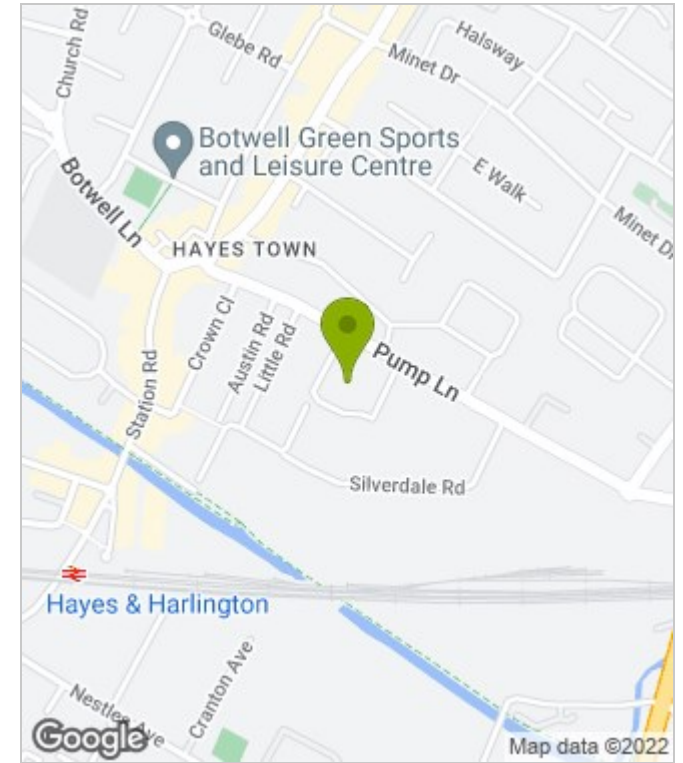 Church Rd
Glebe Rd
Halsway
Minet Dr
Botwell Green Sports
and Leisure Centre
E Walk
Botwell Ln
Minet Dr
HAYES TOWN
Crown Cl
Austin Rd
Little Rd
Pump Ln
Station Rd
Silverdale Rd
Hayes & Harlington
Cranton Ave
Nestles Ave
Google
Map data ©2022